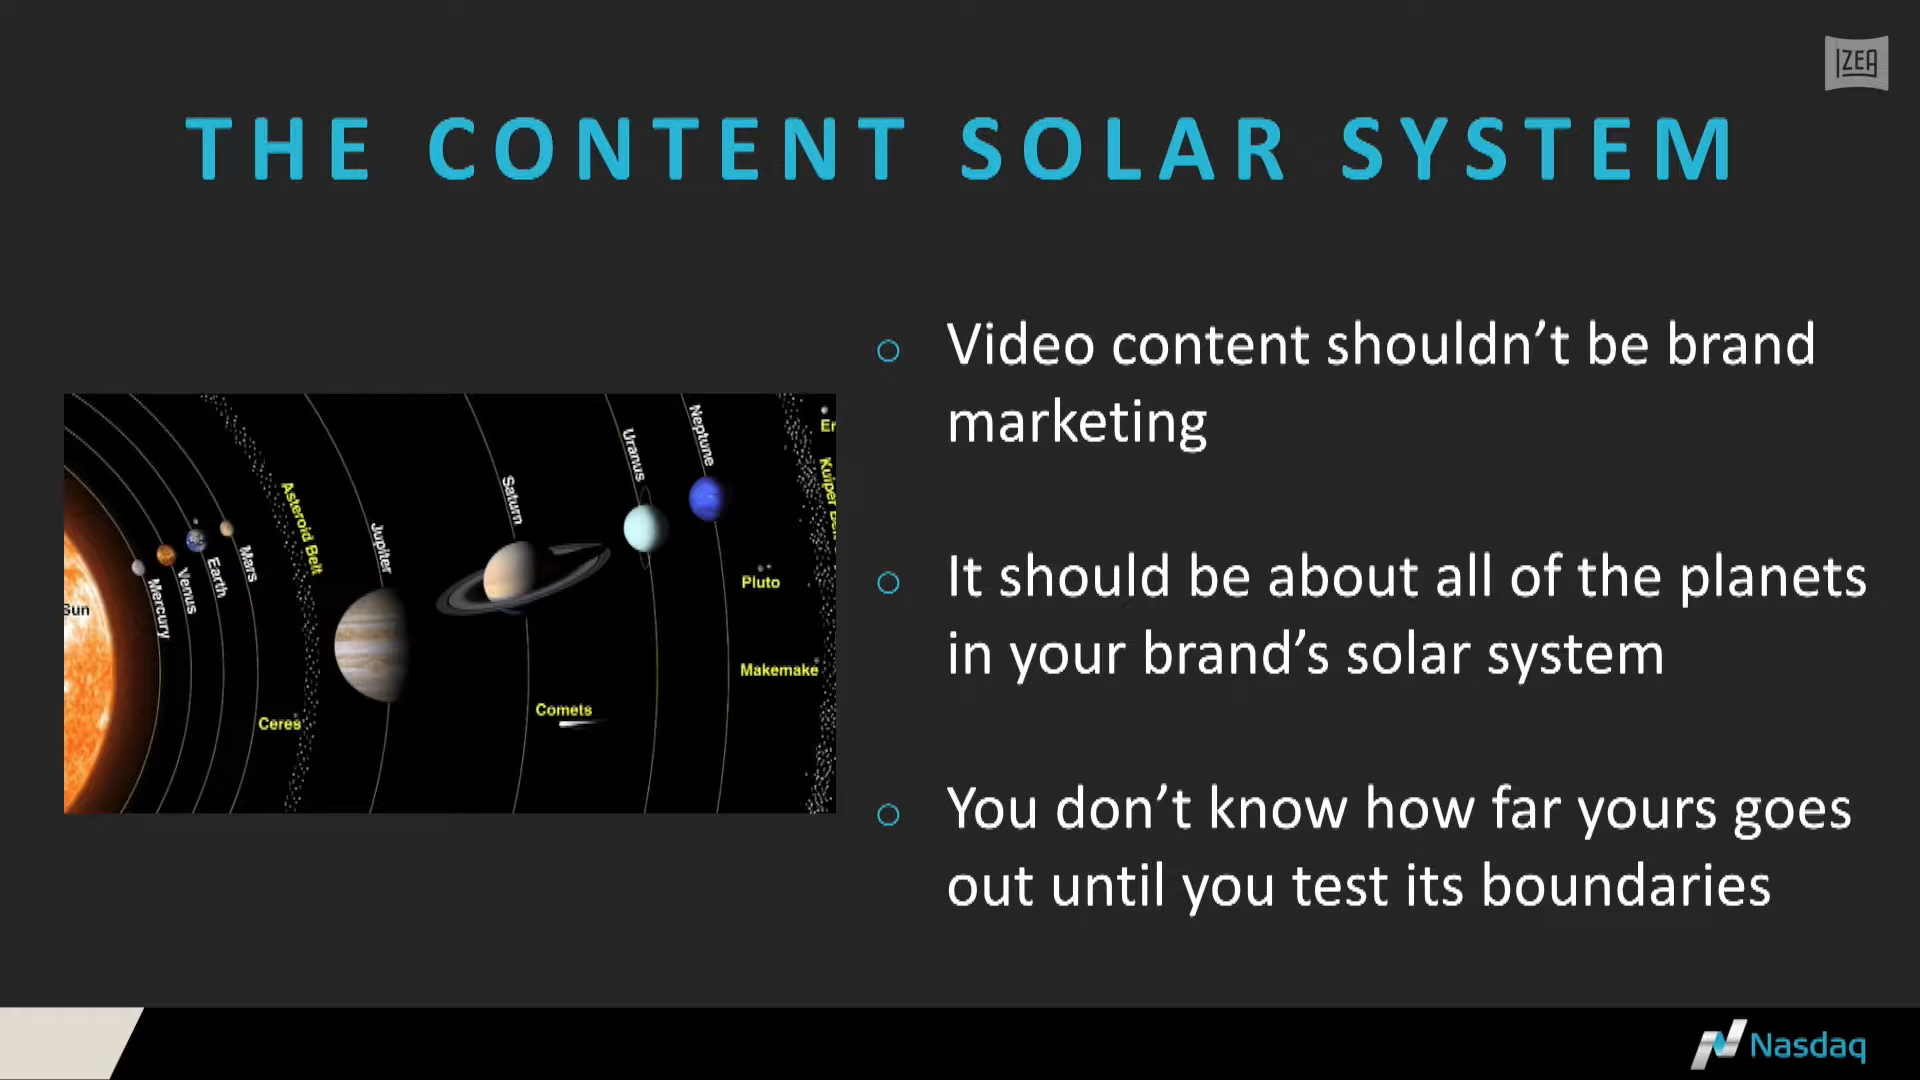 IZEA
THE CONTENT SOLAR SYSTEM
Video content shouldn’t be brand
marketing
It should be about all of the planets
in your brand’s solar system
You don’t know how far yours goes
out until you test its boundaries
Sun
Mercury
Venus
Earth
Mars
Asteroid Belt
Ceres
Jupiter
Saturn
Comets
Uranus
Neptune
Pluto
Makemake
Er
Kuiper
Nasdaq